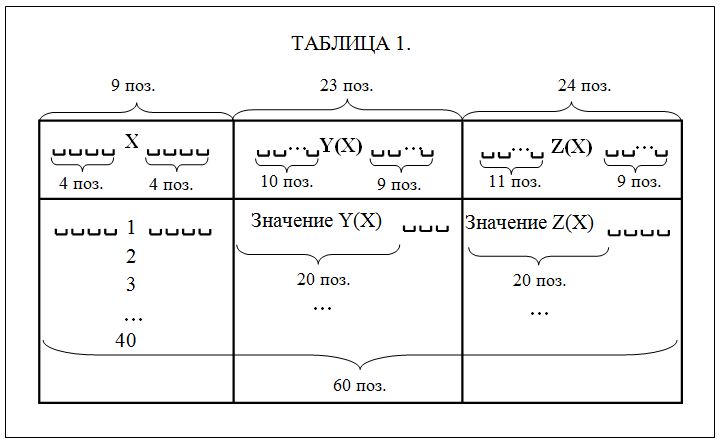 ТАБЛИЦА 1.
9 поз. 23 поз. 24 поз.
␣␣␣␣ X ␣␣␣␣ ␣␣…␣Y(X) ␣␣…␣ ␣␣…␣ Z(X) ␣␣…␣
4 поз. 4 поз. 10 поз. 9 поз. 11 поз. 9 поз.
␣␣␣␣ 1 ␣␣␣␣ Значение Y(X) ␣␣␣ Значение Z(X) ␣␣␣␣
2
3 20 поз. 20 поз.
… … …
40
60 поз.